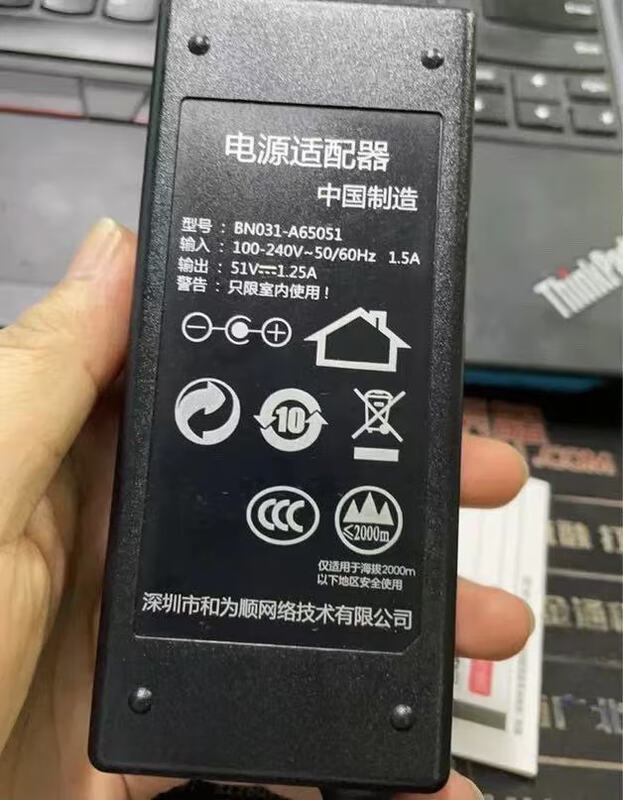 电源适配器
中国制造
型号：BN031-A65051
输入：100-240V~50/60Hz 1.5A
输出：51V⎓1.25A
警告：只限室内使用！
10
CCC
≤2000m
仅适用于海拔2000m
以下地区安全使用
深圳市和为顺网络技术有限公司
ThinkPad